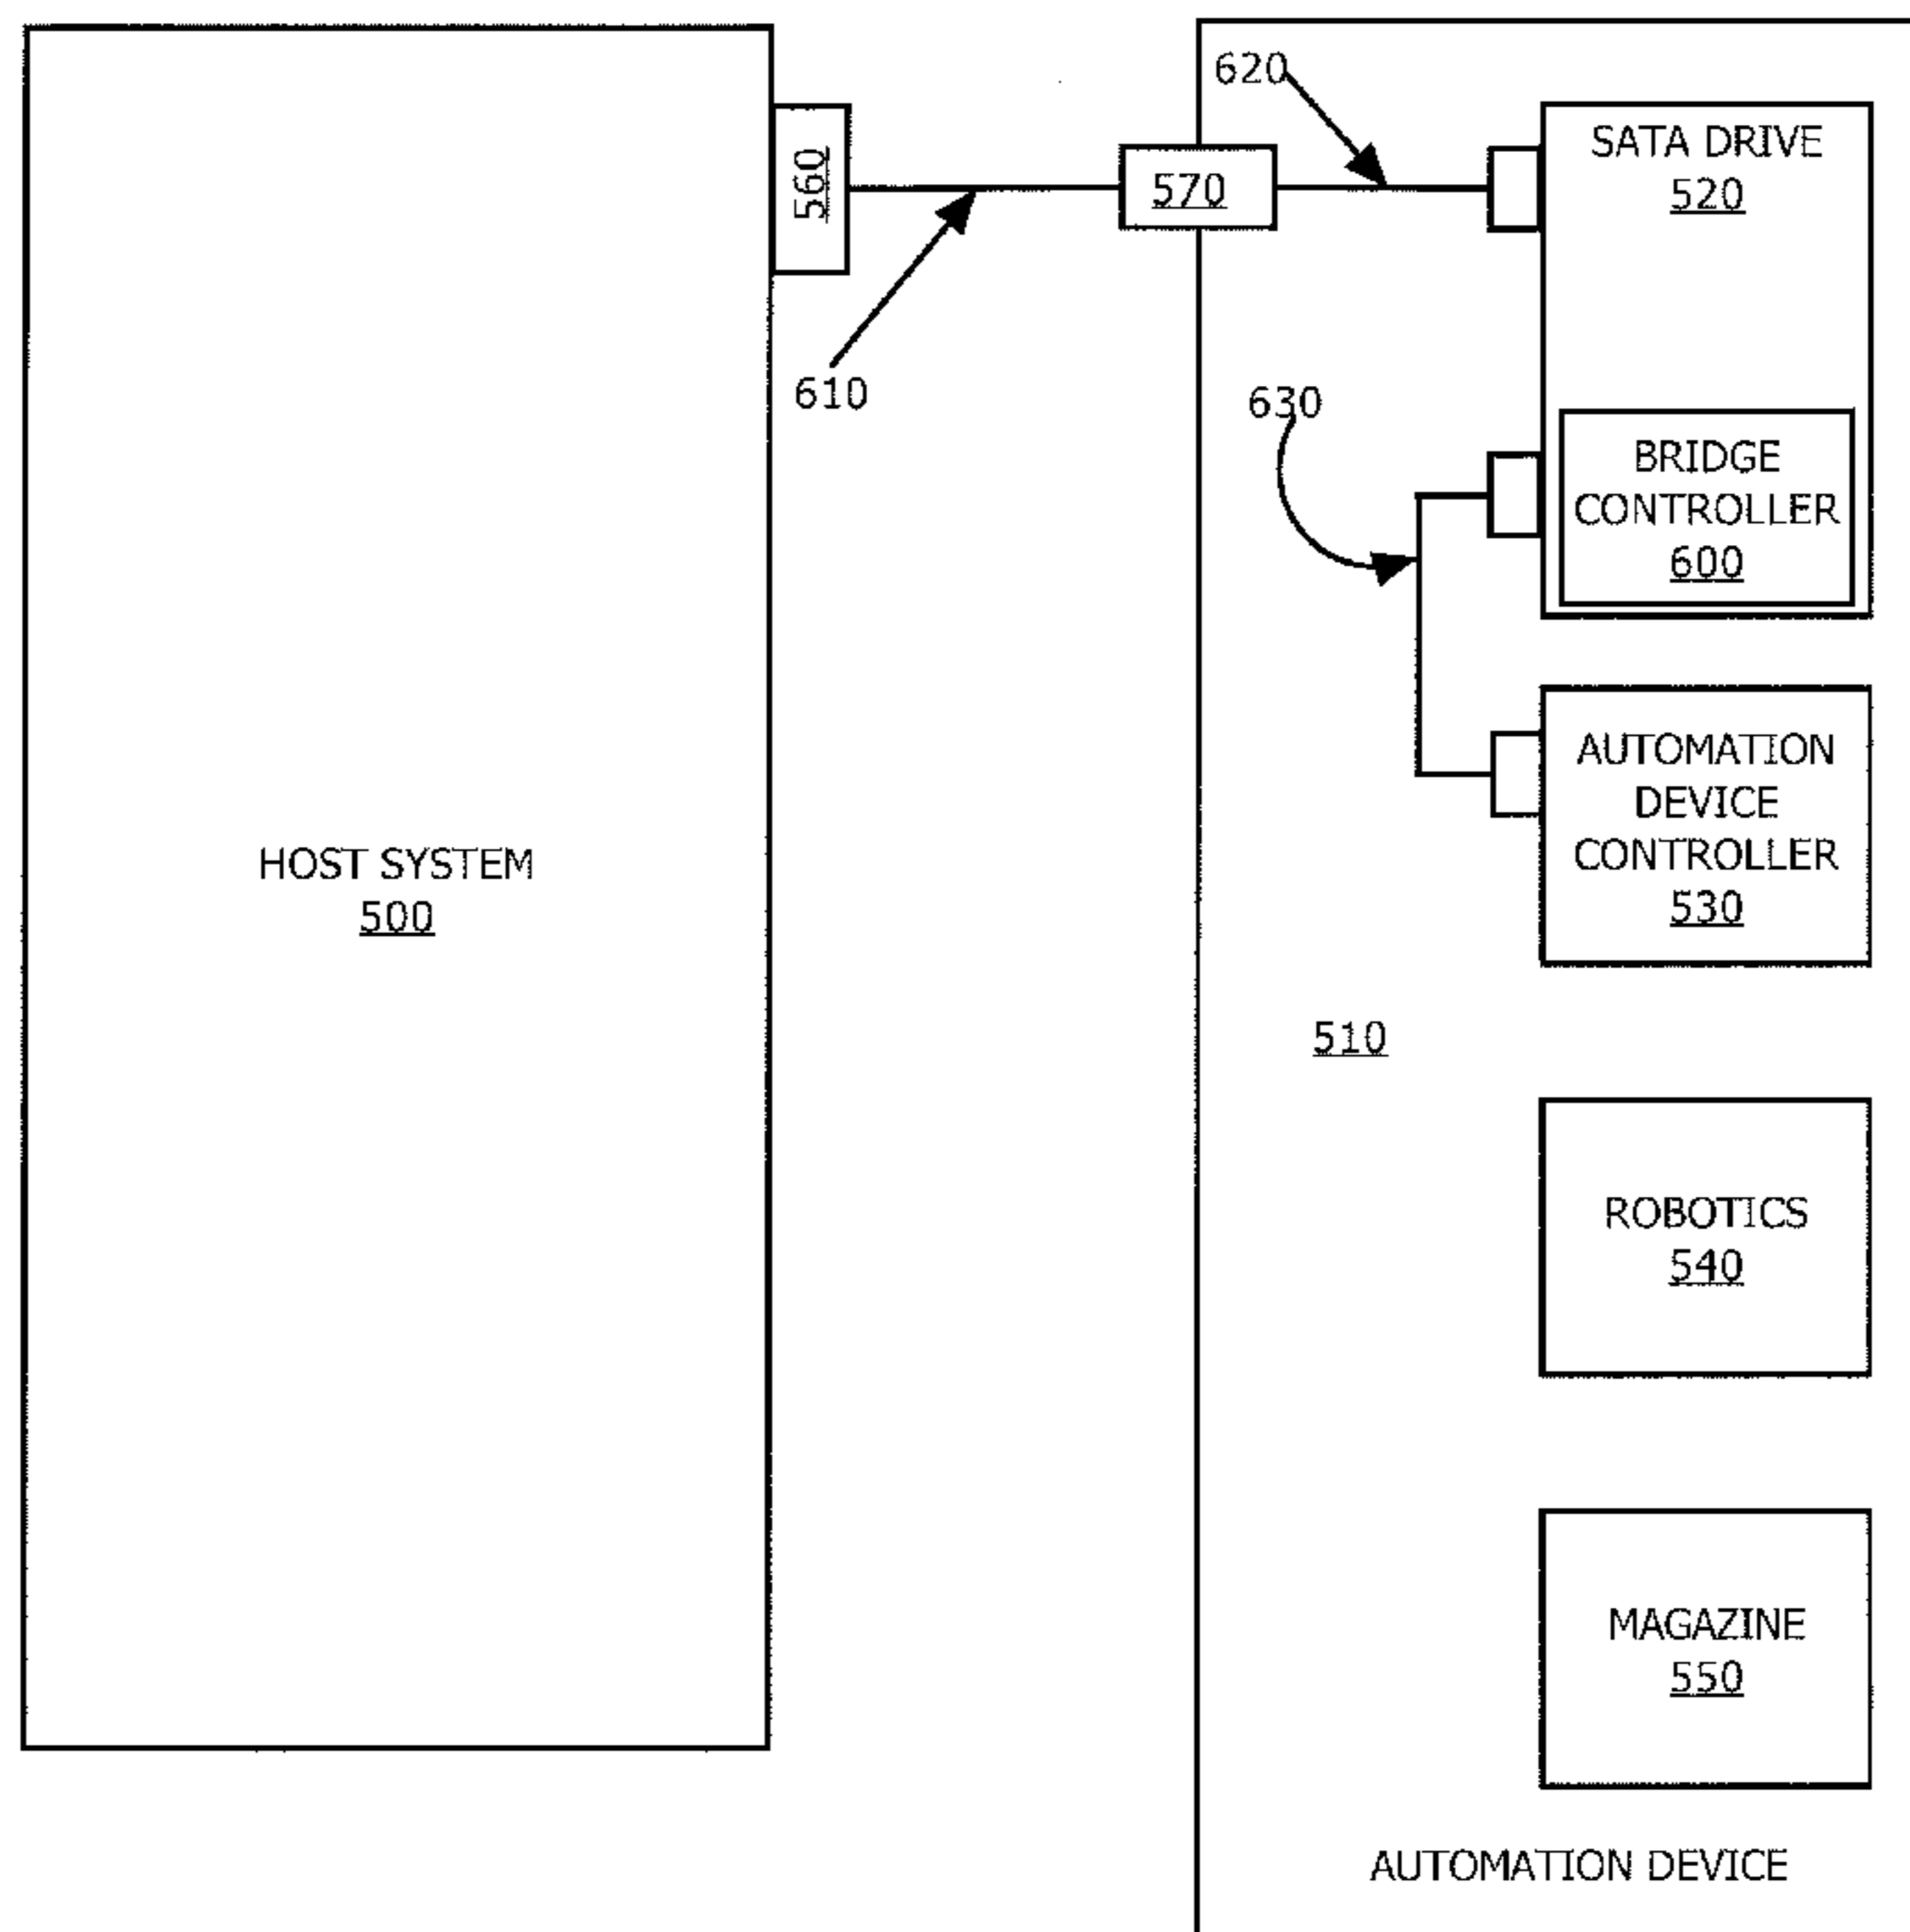 620
SATA DRIVE
520
560
570
610
630
BRIDGE
CONTROLLER
600
AUTOMATION
DEVICE
CONTROLLER
530
HOST SYSTEM
500
510
ROBOTICS
540
MAGAZINE
550
AUTOMATION DEVICE